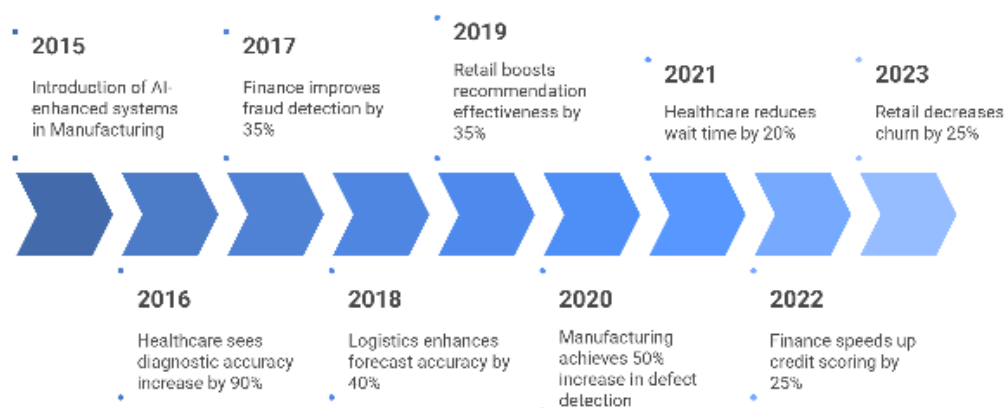 2015
Introduction of AI-
enhanced systems
in Manufacturing
2017
Finance improves
fraud detection by
35%
2019
Retail boosts
recommendation
effectiveness by
35%
2021
Healthcare reduces
wait time by 20%
2023
Retail decreases
churn by 25%
2016
Healthcare sees
diagnostic accuracy
increase by 90%
2018
Logistics enhances
forecast accuracy by
40%
2020
Manufacturing
achieves 50%
increase in defect
detection
2022
Finance speeds up
credit scoring by
25%